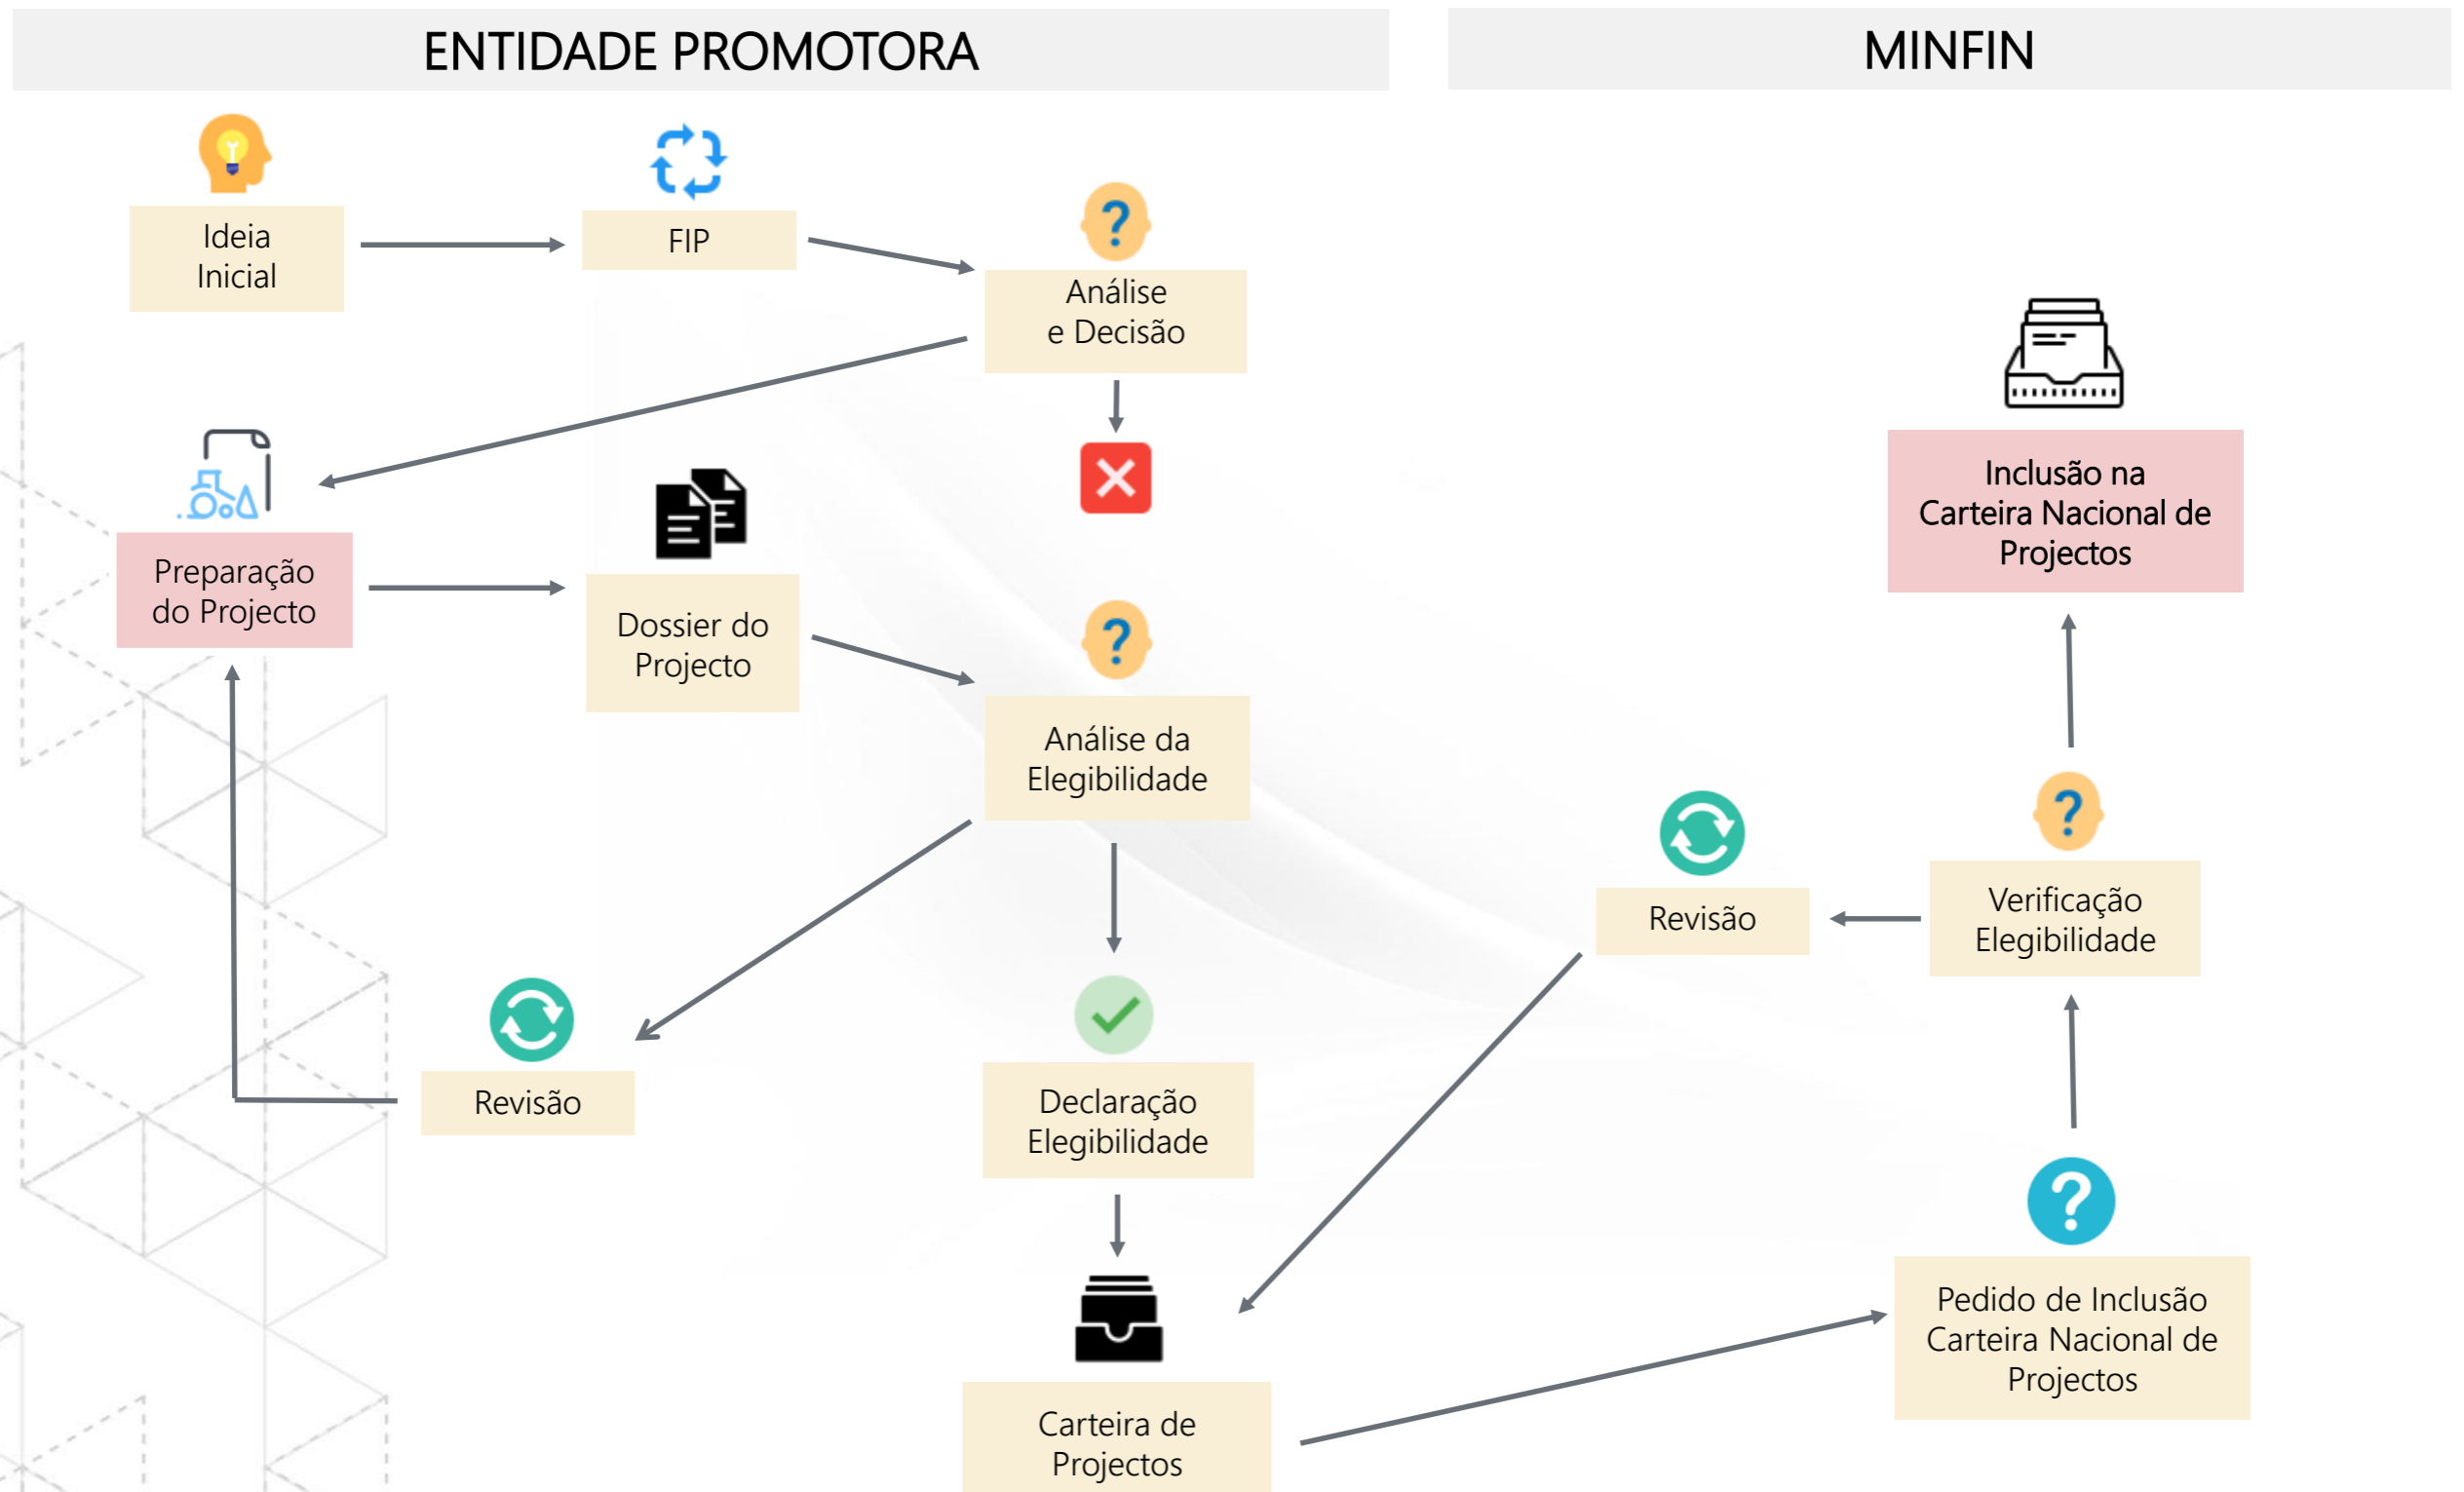 ENTIDADE PROMOTORA
MINFIN
Ideia
Inicial
FIP
Análise
e Decisão
Preparação
do Projecto
Dossier do
Projecto
Análise da
Elegibilidade
Revisão
Declaração
Elegibilidade
Carteira de
Projectos
Inclusão na
Carteira Nacional de
Projectos
Revisão
Verificação
Elegibilidade
Pedido de Inclusão
Carteira Nacional de
Projectos